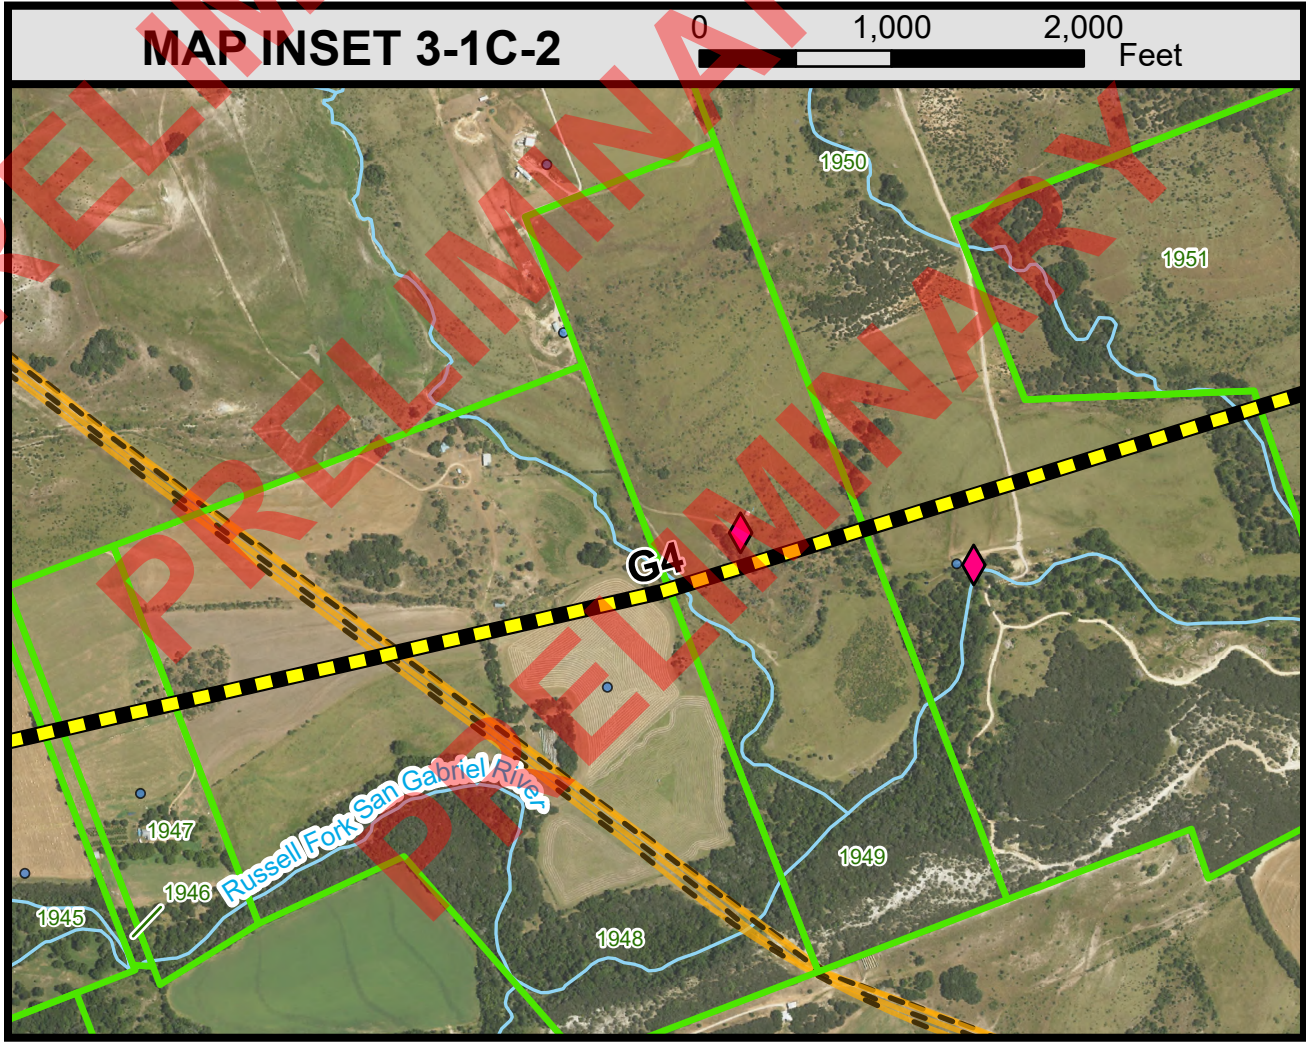 MAP INSET 3-1C-2
0 1,000 2,000
Feet
PRELIMINARY
PRELIMINARY
PRELIMINARY
1950
1951
G4
Russell Fork San Gabriel River
1947
1946
1945
1948
1949